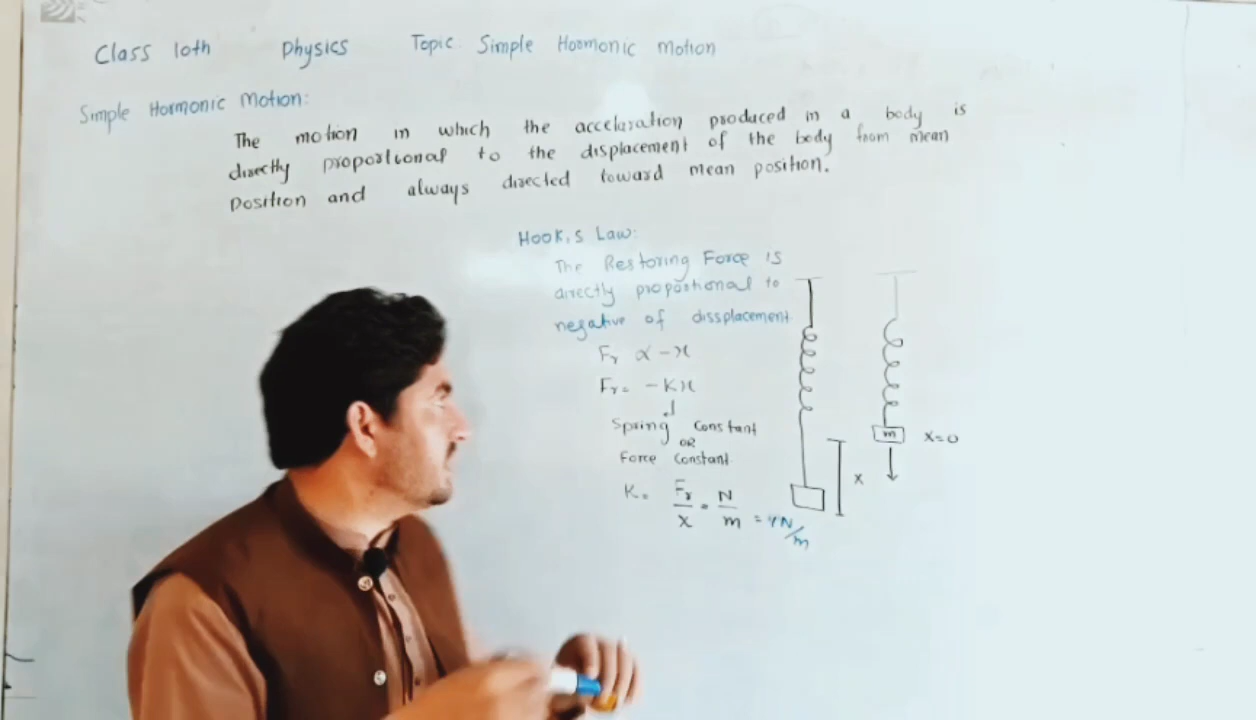 Class 10th Physics Topic: Simple Hormonic motion
Simple Hormonic Motion:
The motion in which the acceleration produced in a body is
directly proportional to the displacement of the body from mean
position and always directed toward mean position.
Hook,s Law:
The Restoring Force is
directly propostional to
negative of dissplacement
Fr ∝ -x
Fr = -Kx
Spring Constant
OR
Force Constant
K = Fr/x = N/m = 1N/m
x
m
x=0